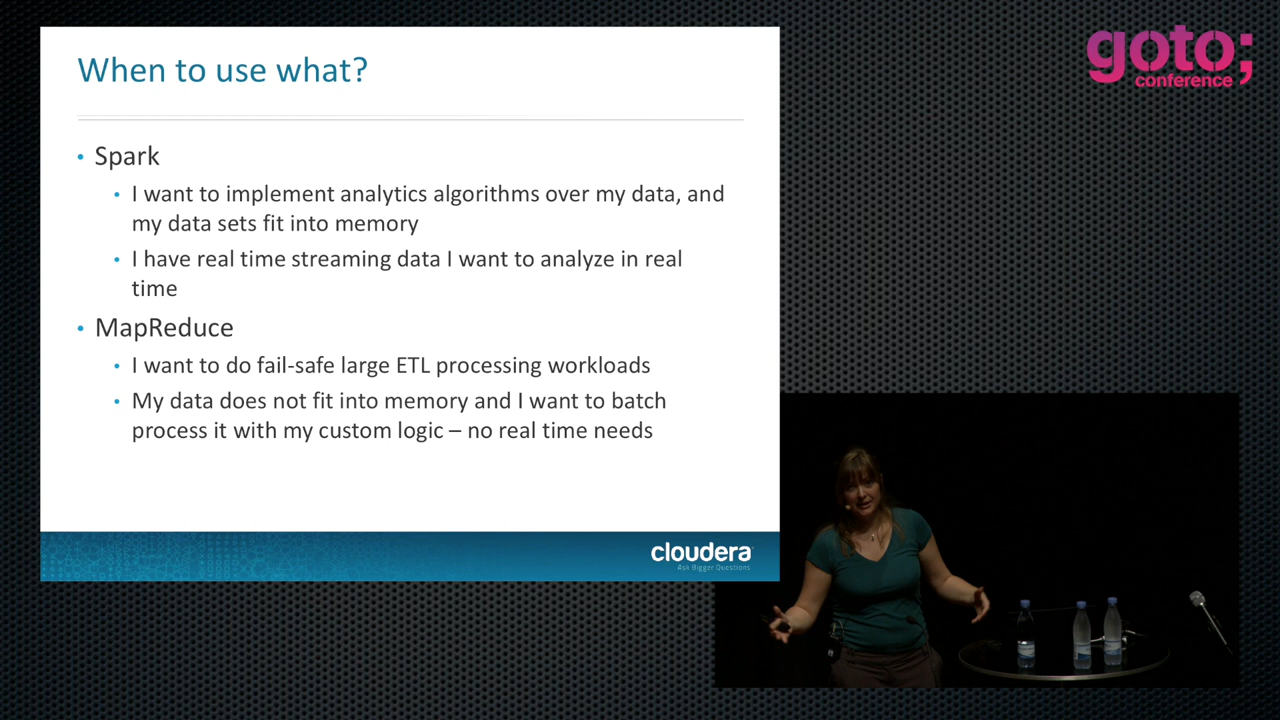 When to use what?
• Spark
• I want to implement analytics algorithms over my data, and
my data sets fit into memory
• I have real time streaming data I want to analyze in real
time
• MapReduce
• I want to do fail-safe large ETL processing workloads
• My data does not fit into memory and I want to batch
process it with my custom logic – no real time needs
cloudera
Ask Bigger Questions
goto;
conference